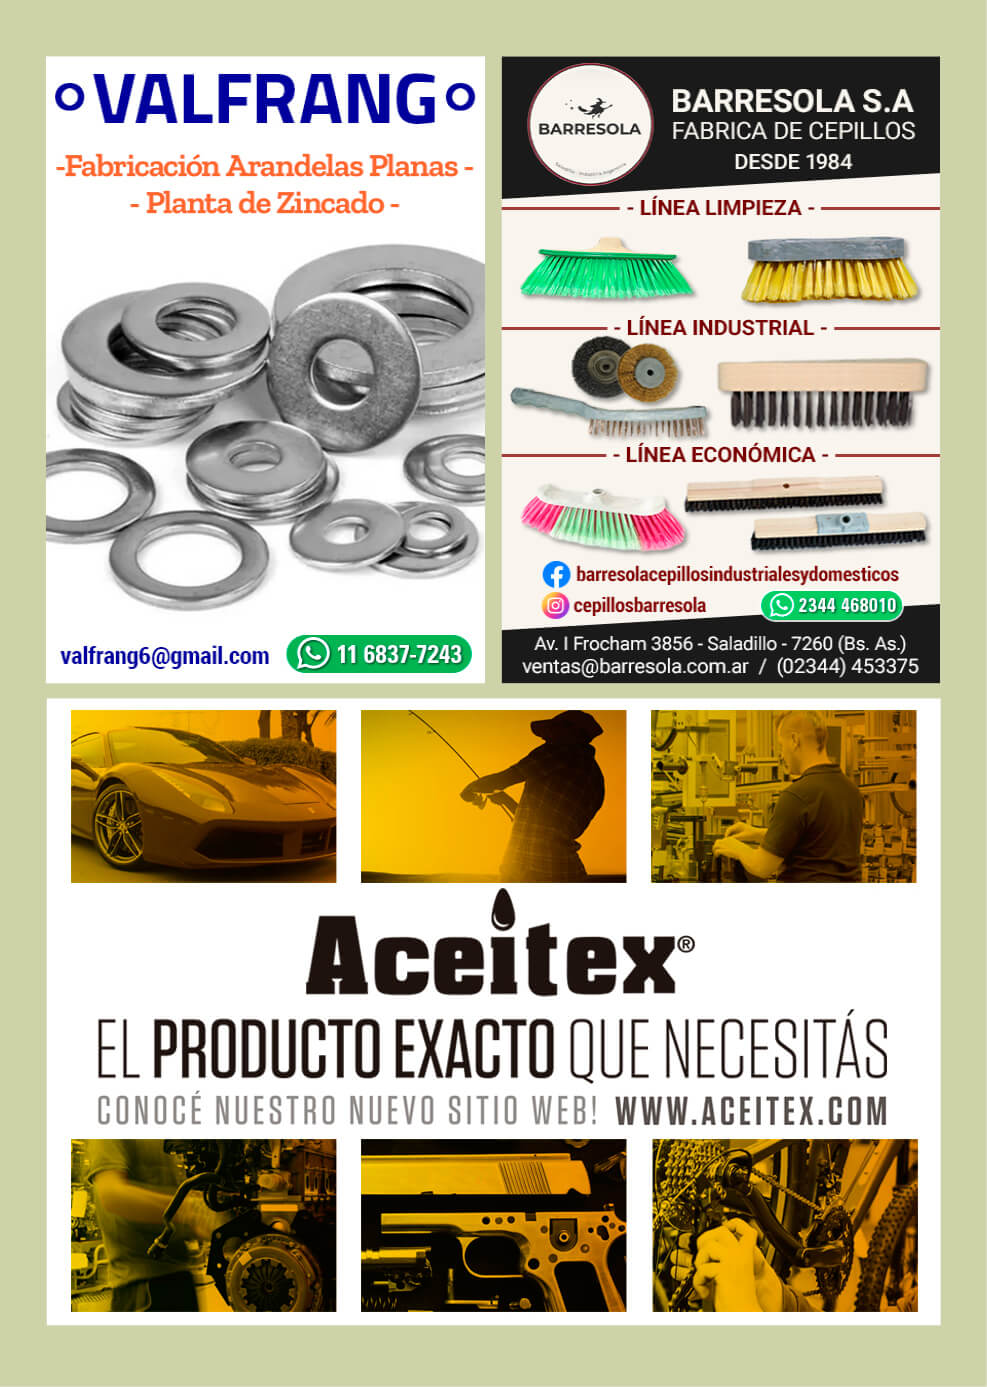 VALFRANG
-Fabricación Arandelas Planas -
- Planta de Zincado -
valfrang6@gmail.com
11 6837-7243
BARRESOLA
Saladillo - Industria Argentina
BARRESOLA S.A
FABRICA DE CEPILLOS
DESDE 1984
- LÍNEA LIMPIEZA -
- LÍNEA INDUSTRIAL -
- LÍNEA ECONÓMICA -
barresolacepillosindustrialesydomesticos
cepillosbarresola
2344 468010
Av. I Frocham 3856 - Saladillo - 7260 (Bs. As.)
ventas@barresola.com.ar / (02344) 453375
Aceitex®
EL PRODUCTO EXACTO QUE NECESITÁS
CONOCÉ NUESTRO NUEVO SITIO WEB! WWW.ACEITEX.COM